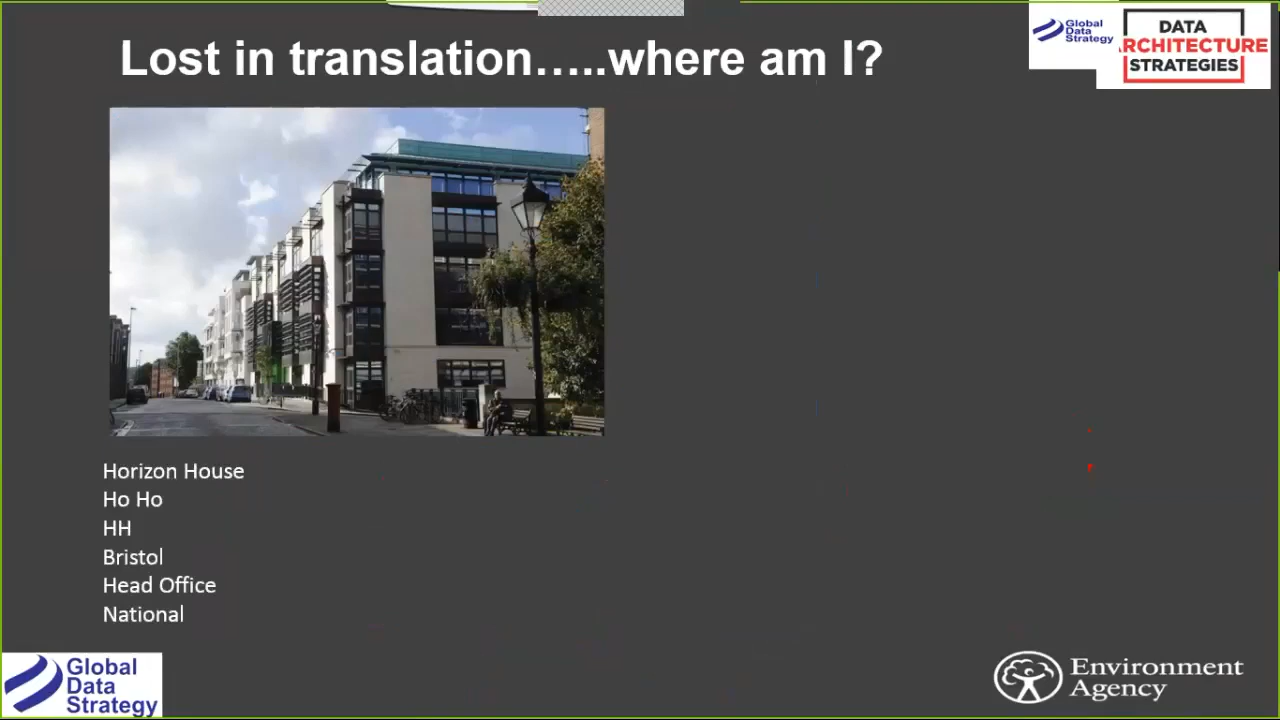 Lost in translation…..where am I?
Global
Data
Strategy
DATA
ARCHITECTURE
STRATEGIES
Horizon House
Ho Ho
HH
Bristol
Head Office
National
Global
Data
Strategy
Environment
Agency